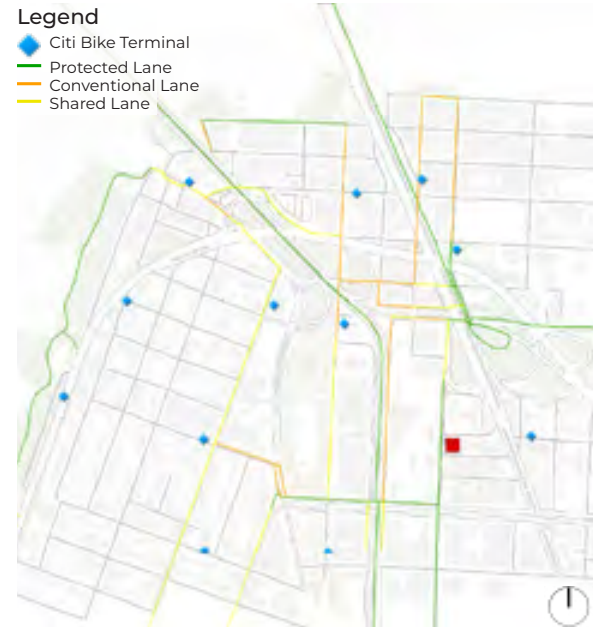 Legend
Citi Bike Terminal
Protected Lane
Conventional Lane
Shared Lane